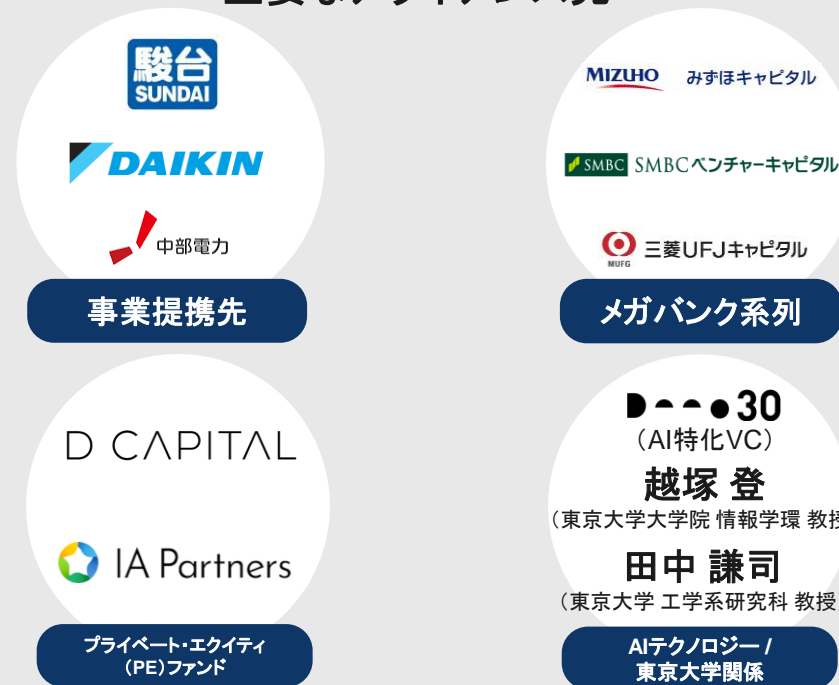 駿台
SUNDAI
DAIKIN
中部電力
事業提携先
MIZUHO みずほキャピタル
SMBC SMBCベンチャーキャピタル
MUFG 三菱UFJキャピタル
メガバンク系列
D CAPITAL
IA Partners
プライベート・エクイティ
(PE)ファンド
30
(AI特化VC)
越塚 登
(東京大学大学院 情報学環 教授
田中 謙司
(東京大学 工学系研究科 教授
AIテクノロジー /
東京大学関係